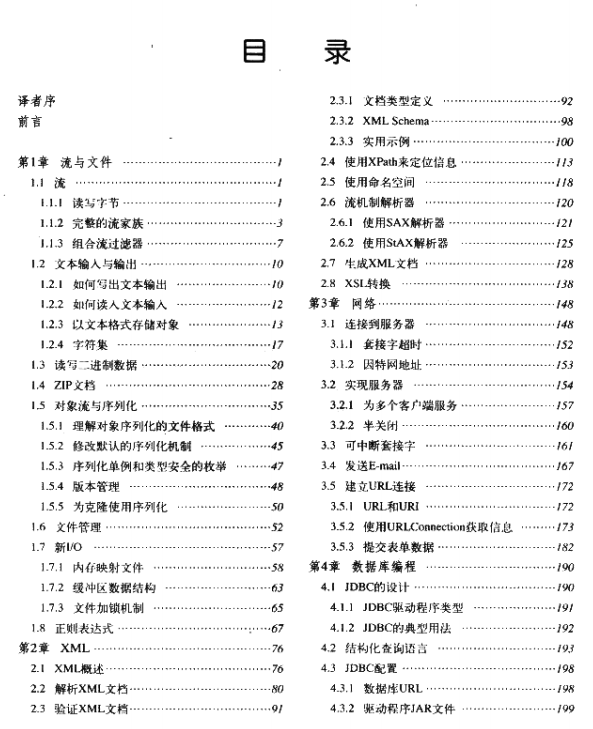 目 录
译者序
前言
第1章 流与文件 ……1
1.1 流 ……1
1.1.1 读写字节……1
1.1.2 完整的流家族……3
1.1.3 组合流过滤器……7
1.2 文本输入与输出……10
1.2.1 如何写出文本输出……10
1.2.2 如何读入文本输入……12
1.2.3 以文本格式存储对象……13
1.2.4 字符集……17
1.3 读写二进制数据……20
1.4 ZIP文档……28
1.5 对象流与序列化……35
1.5.1 理解对象序列化的文件格式……40
1.5.2 修改默认的序列化机制……45
1.5.3 序列化单例和类型安全的枚举……47
1.5.4 版本管理……48
1.5.5 为克隆使用序列化……50
1.6 文件管理……52
1.7 新I/O……57
1.7.1 内存映射文件……58
1.7.2 缓冲区数据结构……63
1.7.3 文件加锁机制……65
1.8 正则表达式……67
第2章 XML……76
2.1 XML概述……76
2.2 解析XML文档……80
2.3 验证XML文档……91
2.3.1 文档类型定义……92
2.3.2 XML Schema……98
2.3.3 实用示例……100
2.4 使用XPath来定位信息……113
2.5 使用命名空间……118
2.6 流机制解析器……120
2.6.1 使用SAX解析器……121
2.6.2 使用StAX解析器……125
2.7 生成XML文档……128
2.8 XSL转换……138
第3章 网络……148
3.1 连接到服务器……148
3.1.1 套接字超时……152
3.1.2 因特网地址……153
3.2 实现服务器……154
3.2.1 为多个客户端服务……157
3.2.2 半关闭……160
3.3 可中断套接字……161
3.4 发送E-mail……167
3.5 建立URL连接……172
3.5.1 URL和URI……172
3.5.2 使用URLConnection获取信息……173
3.5.3 提交表单数据……182
第4章 数据库编程……190
4.1 JDBC的设计……190
4.1.1 JDBC驱动程序类型……191
4.1.2 JDBC的典型用法……192
4.2 结构化查询语言……193
4.3 JDBC配置……198
4.3.1 数据库URL……198
4.3.2 驱动程序JAR文件……199